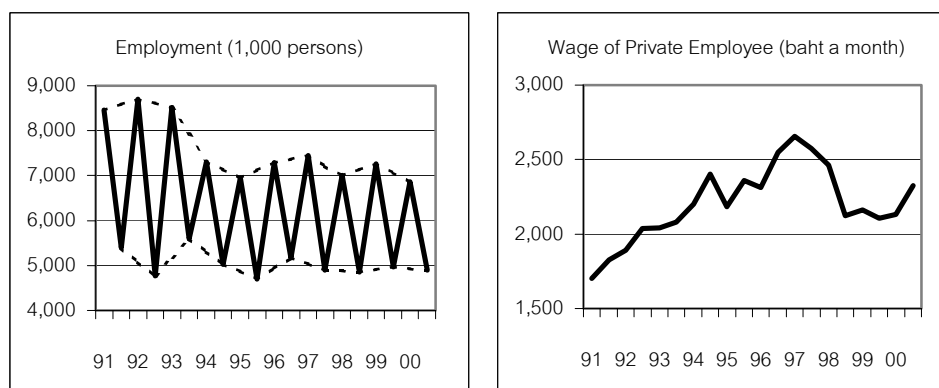 Employment (1,000 persons)
9,000
8,000
7,000
6,000
5,000
4,000
91 92 93 94 95 96 97 98 99 00
Wage of Private Employee (baht a month)
3,000
2,500
2,000
1,500
91 92 93 94 95 96 97 98 99 00